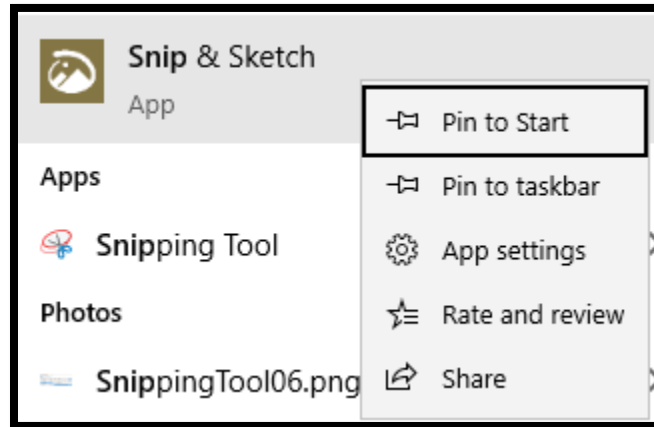 Snip & Sketch
App
Pin to Start
Apps
Pin to taskbar
Snipping Tool
App settings
Photos
Rate and review
SnippingTool06.png
Share